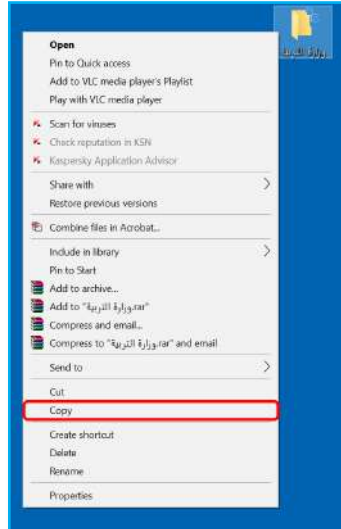 وزارة التربية
Open
Pin to Quick access
Add to VLC media player's Playlist
Play with VLC media player
Scan for viruses
Check reputation in KSN
Kaspersky Application Advisor
Share with
Restore previous versions
Combine files in Acrobat...
Include in library
Pin to Start
Add to archive...
Add to "وزارة التربية.rar"
Compress and email...
Compress to "وزارة التربية.rar" and email
Send to
Cut
Copy
Create shortcut
Delete
Rename
Properties